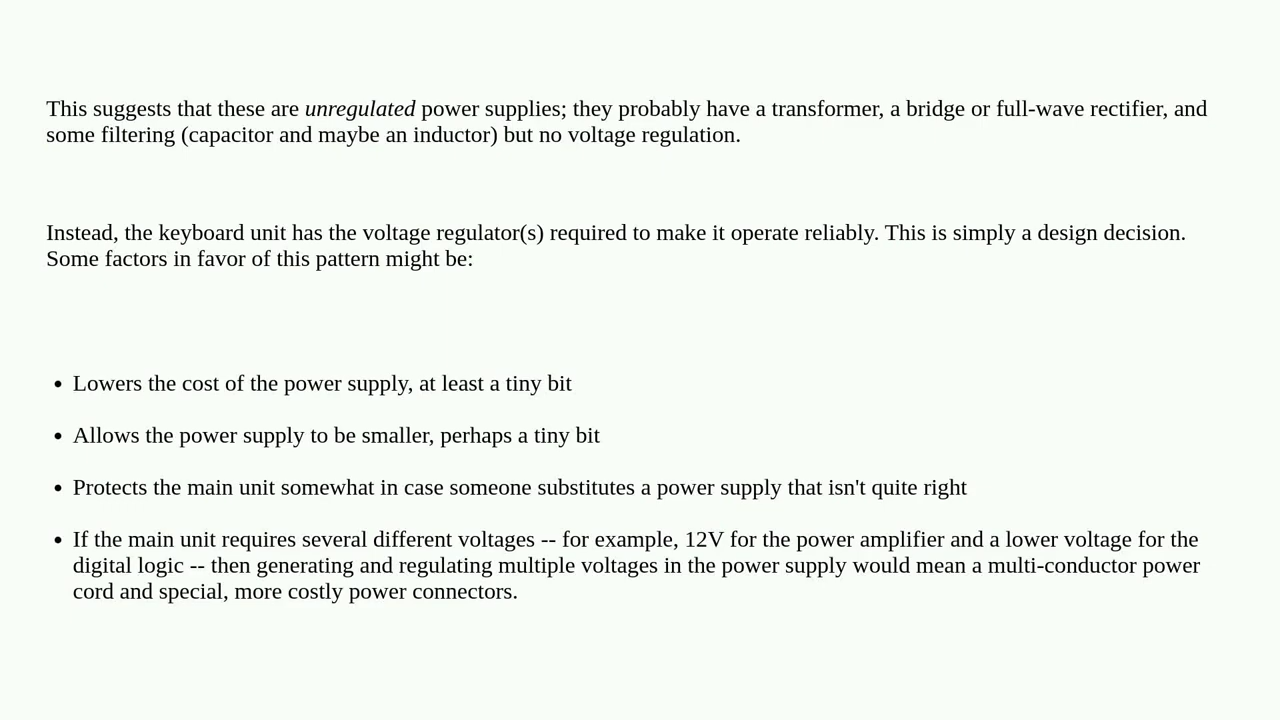 This suggests that these are unregulated power supplies; they probably have a transformer, a bridge or full-wave rectifier, and
some filtering (capacitor and maybe an inductor) but no voltage regulation.
Instead, the keyboard unit has the voltage regulator(s) required to make it operate reliably. This is simply a design decision.
Some factors in favor of this pattern might be:
• Lowers the cost of the power supply, at least a tiny bit
• Allows the power supply to be smaller, perhaps a tiny bit
• Protects the main unit somewhat in case someone substitutes a power supply that isn't quite right
• If the main unit requires several different voltages -- for example, 12V for the power amplifier and a lower voltage for the
digital logic -- then generating and regulating multiple voltages in the power supply would mean a multi-conductor power
cord and special, more costly power connectors.